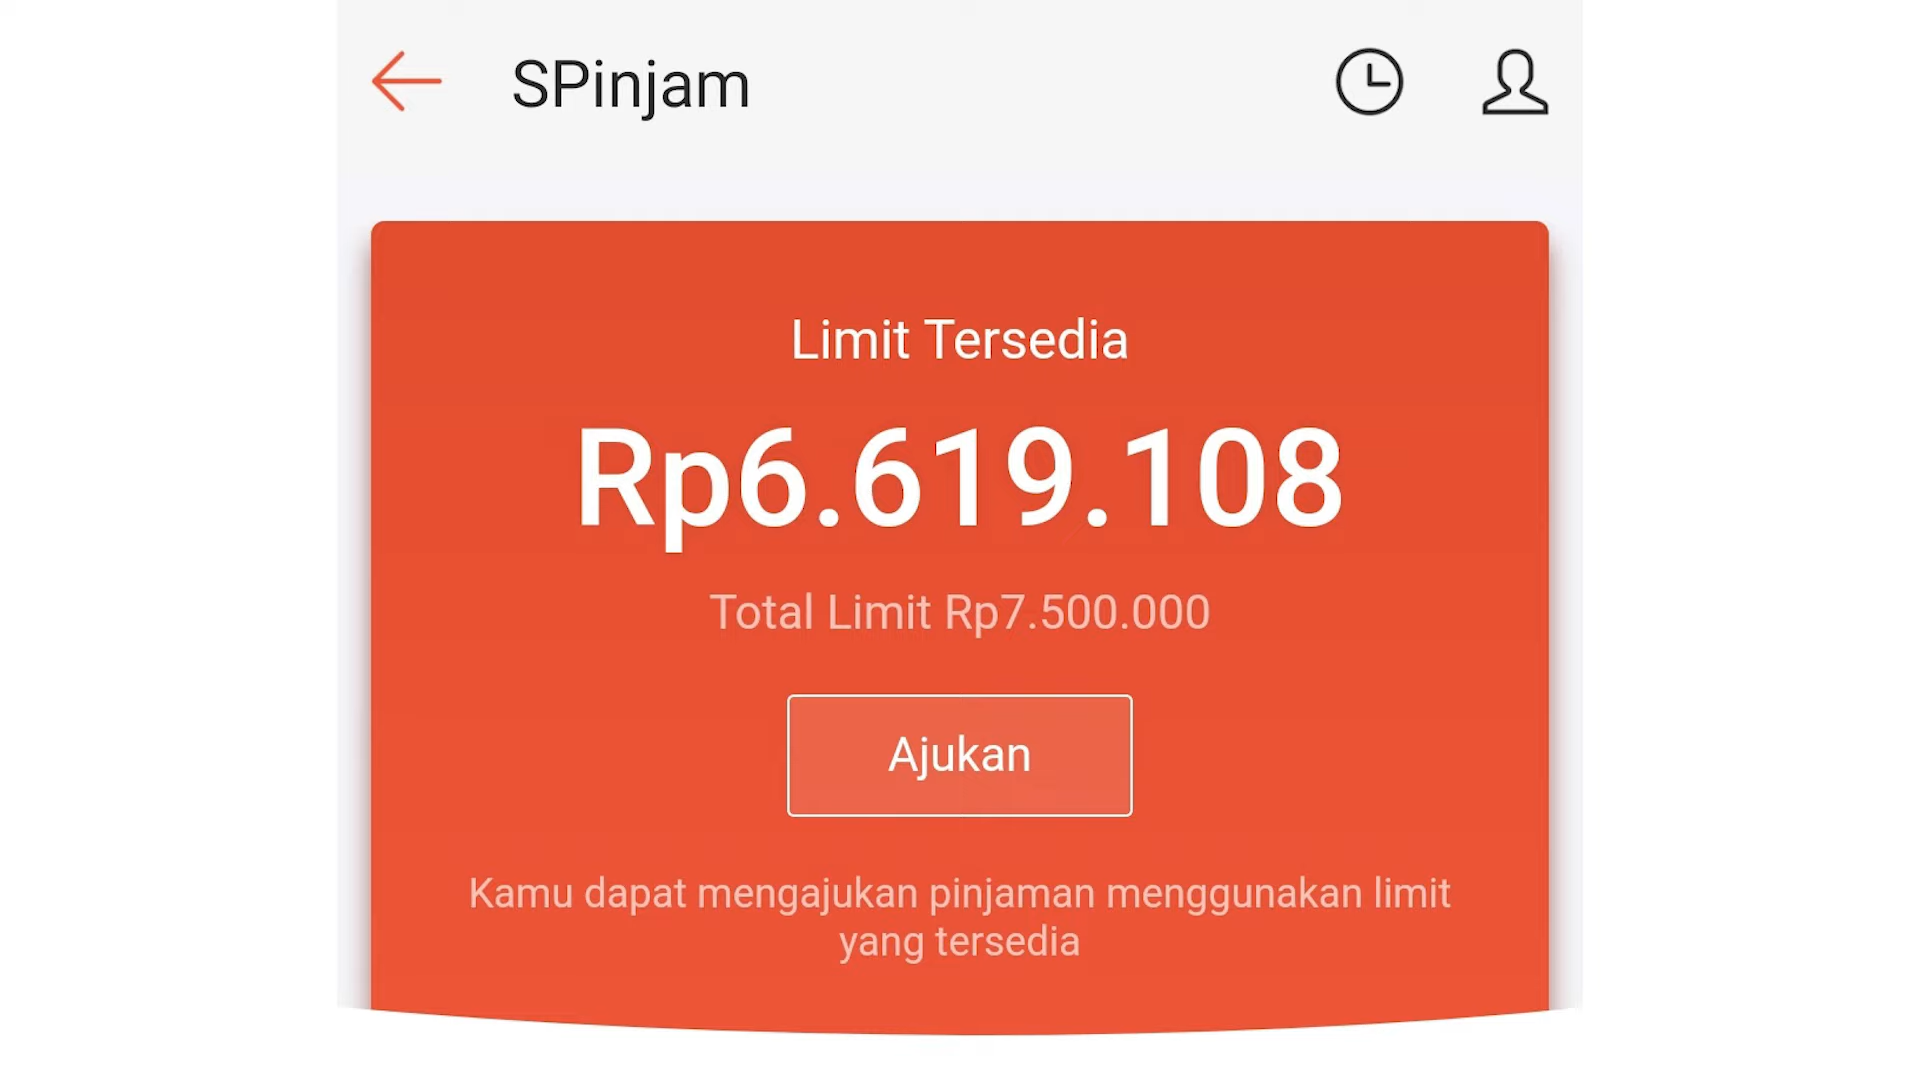 SPinjam
Limit Tersedia
Rp6.619.108
Total Limit Rp7.500.000
Ajukan
Kamu dapat mengajukan pinjaman menggunakan limit
yang tersedia